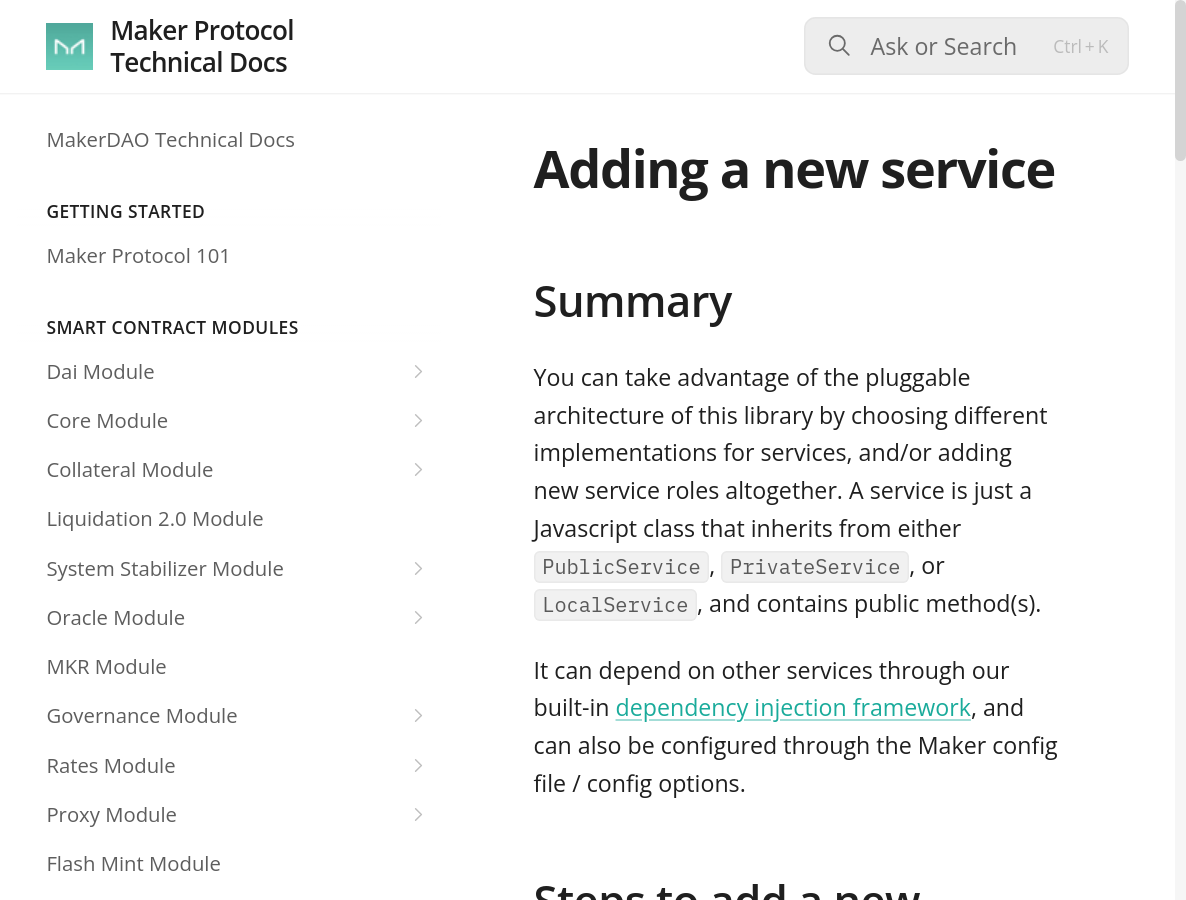 Maker Protocol
Technical Docs
Ask or Search
Ctrl + K
MakerDAO Technical Docs
GETTING STARTED
Maker Protocol 101
SMART CONTRACT MODULES
Dai Module
Core Module
Collateral Module
Liquidation 2.0 Module
System Stabilizer Module
Oracle Module
MKR Module
Governance Module
Rates Module
Proxy Module
Flash Mint Module
Adding a new service
Summary
You can take advantage of the pluggable
architecture of this library by choosing different
implementations for services, and/or adding
new service roles altogether. A service is just a
Javascript class that inherits from either
PublicService, PrivateService, or
LocalService, and contains public method(s).
It can depend on other services through our
built-in dependency injection framework, and
can also be configured through the Maker config
file / config options.
Steps to add a new